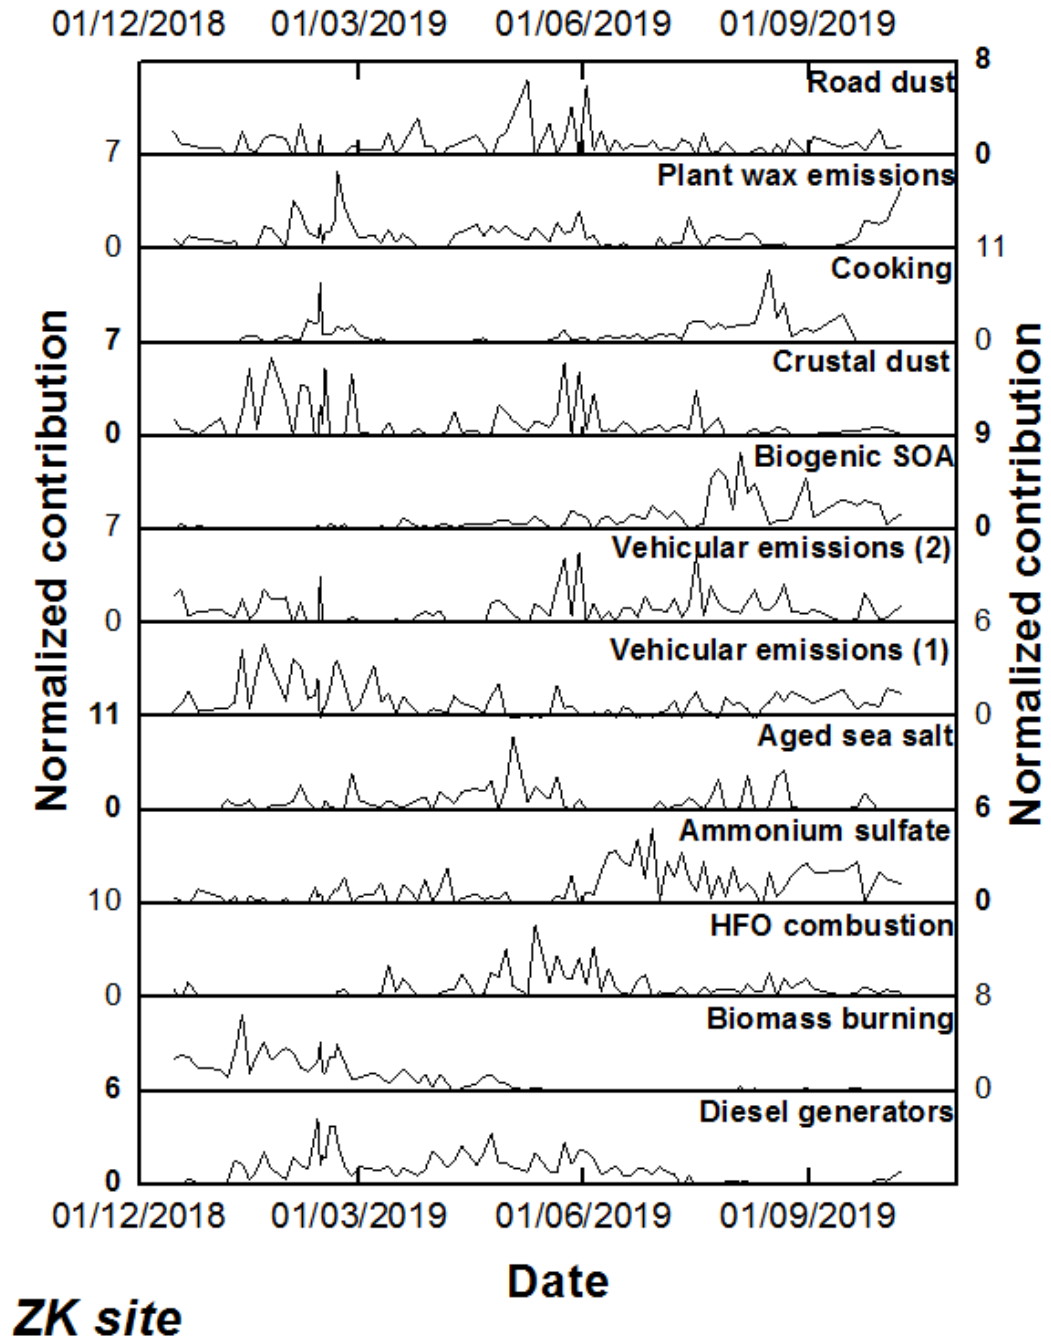 01/12/2018 01/03/2019 01/06/2019 01/09/2019
8
Road dust
7 0
Plant wax emissions
0 11
Cooking
7 0
Crustal dust
0 9
Biogenic SOA
7 0
Vehicular emissions (2)
0 6
Vehicular emissions (1)
11 0
Aged sea salt
0 6
Ammonium sulfate
10 0
HFO combustion
0 8
Biomass burning
6 0
Diesel generators
0
Normalized contribution
Normalized contribution
01/12/2018 01/03/2019 01/06/2019 01/09/2019
Date
ZK site